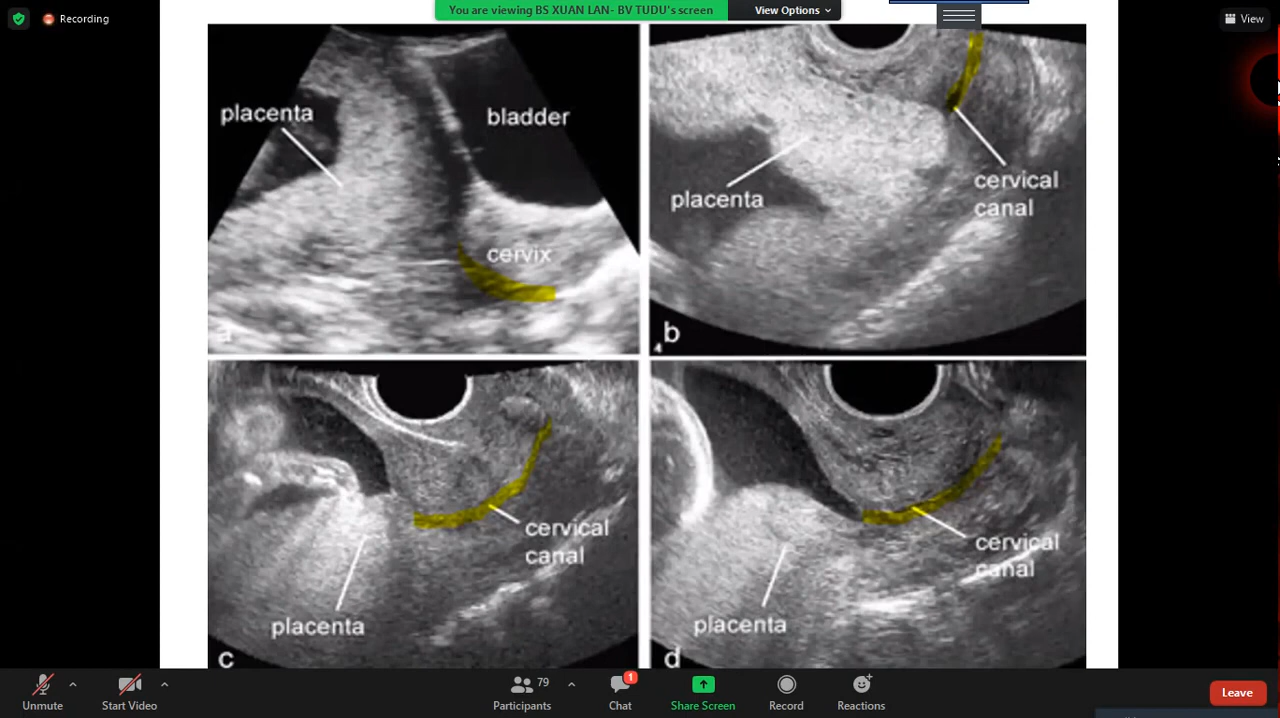 Recording
You are viewing BS XUAN LAN- BV TUDU's screen
View Options
View
placenta
bladder
cervix
a
placenta
cervical
canal
b
cervical
canal
placenta
c
cervical
canal
placenta
d
Unmute
Start Video
79
Participants
1
Chat
Share Screen
Record
Reactions
Leave